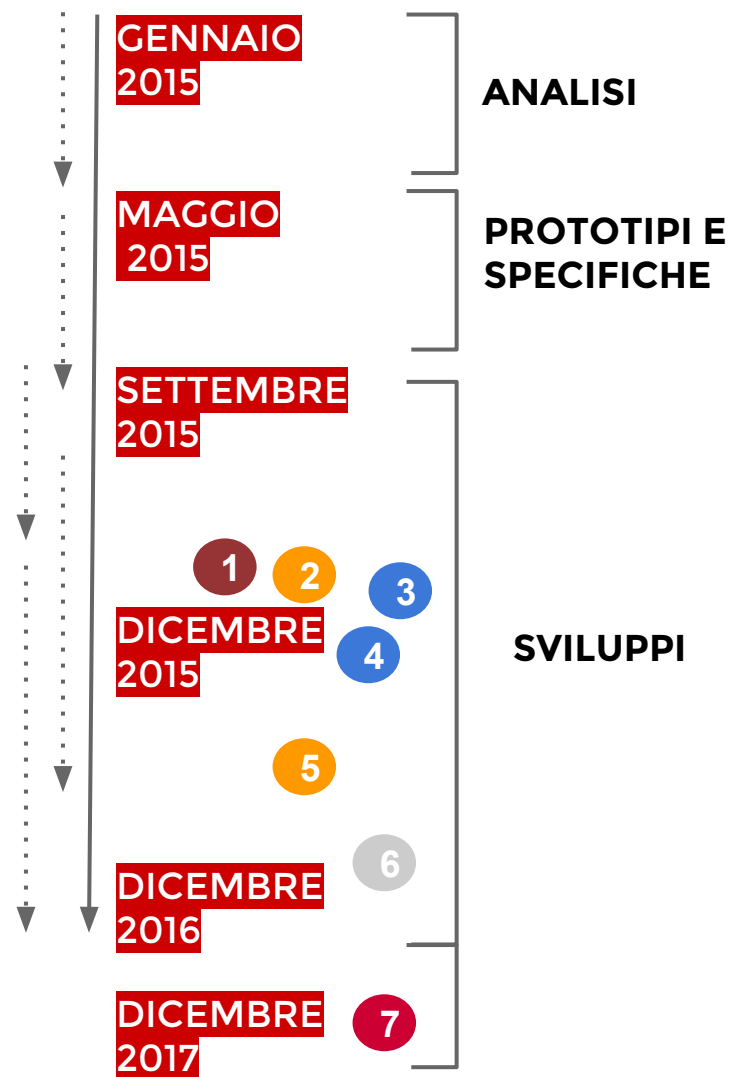 GENNAIO
2015
ANALISI
MAGGIO
2015
PROTOTIPI E
SPECIFICHE
SETTEMBRE
2015
1
2
3
DICEMBRE
2015
4
SVILUPPI
5
6
DICEMBRE
2016
DICEMBRE
2017
7